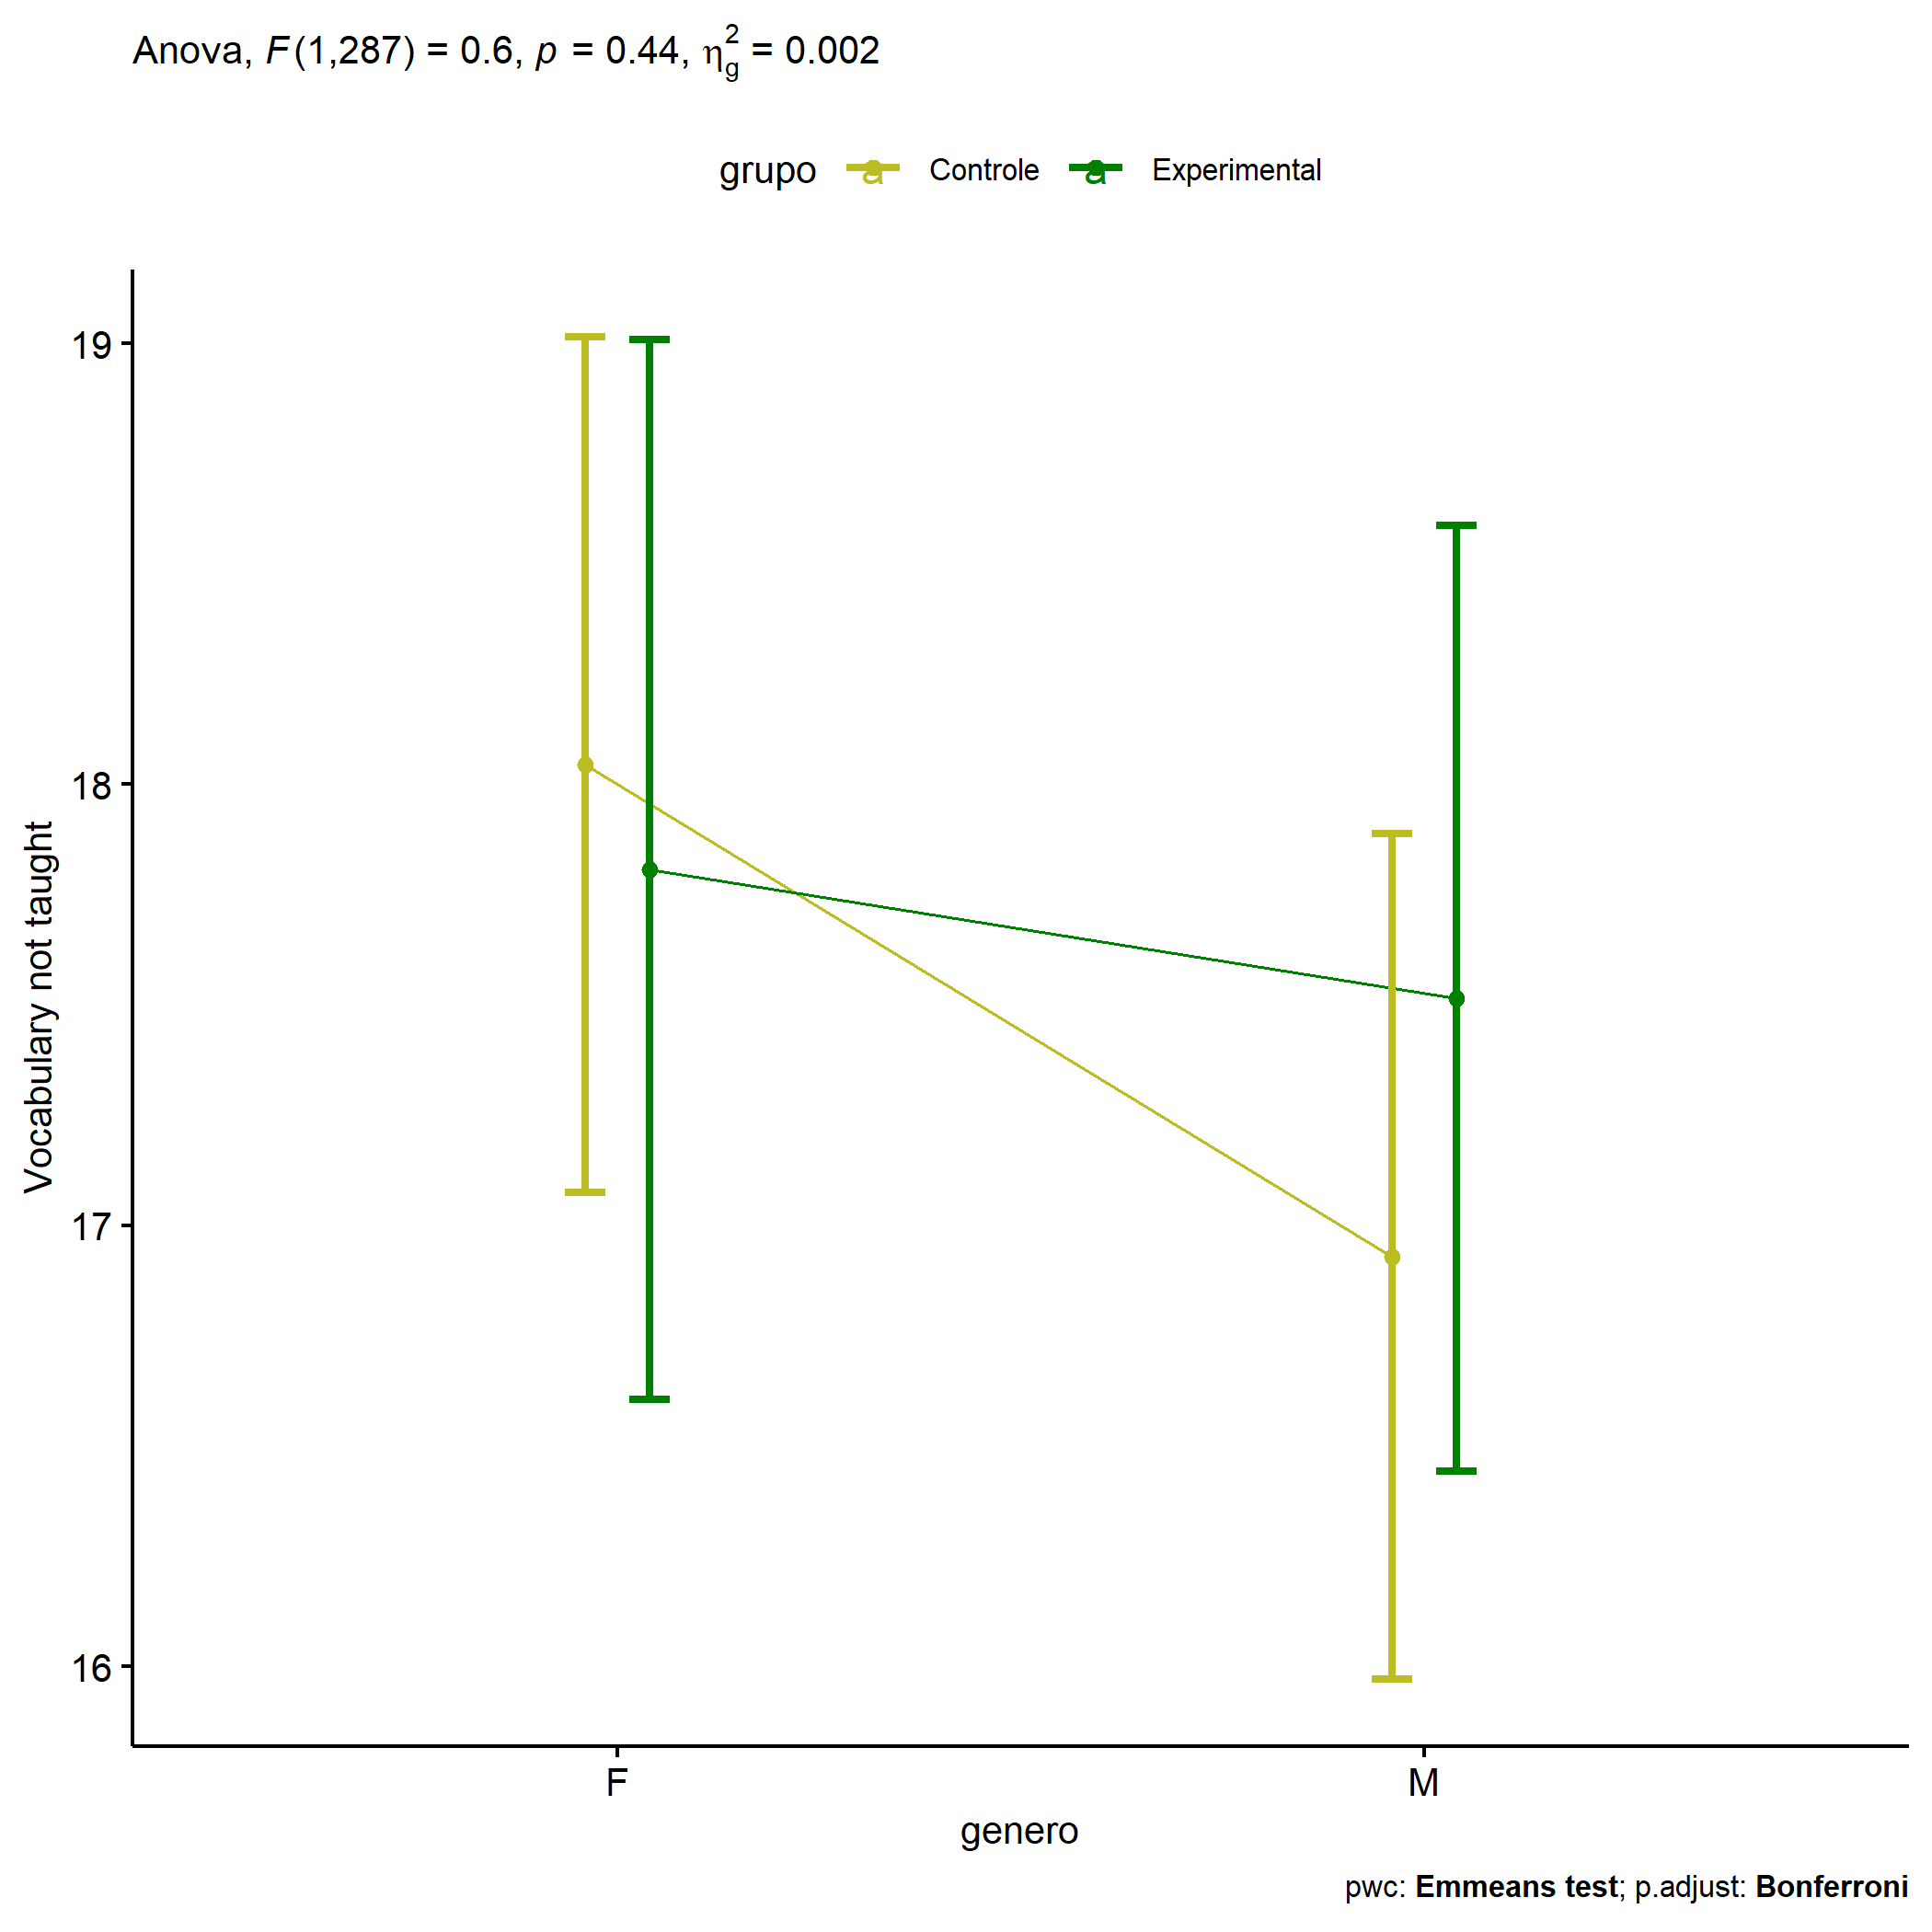 Anova, F(1,287) = 0.6, p = 0.44, η²g = 0.002
grupo a Controle a Experimental
19
18
17
16
Vocabulary not taught
F M
genero
pwc: Emmeans test; p.adjust: Bonferroni